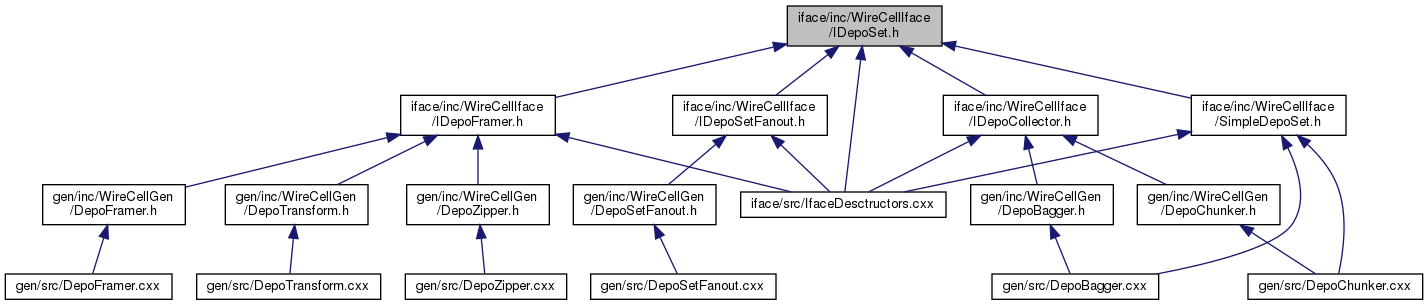 iface/inc/WireCellIface
/IDepoSet.h
iface/inc/WireCellIface
/IDepoFramer.h
iface/inc/WireCellIface
/IDepoSetFanout.h
iface/inc/WireCellIface
/IDepoCollector.h
iface/inc/WireCellIface
/SimpleDepoSet.h
gen/inc/WireCellGen
/DepoFramer.h
gen/inc/WireCellGen
/DepoTransform.h
gen/inc/WireCellGen
/DepoZipper.h
gen/inc/WireCellGen
/DepoSetFanout.h
iface/src/IfaceDesctructors.cxx
gen/inc/WireCellGen
/DepoBagger.h
gen/inc/WireCellGen
/DepoChunker.h
gen/src/DepoFramer.cxx
gen/src/DepoTransform.cxx
gen/src/DepoZipper.cxx
gen/src/DepoSetFanout.cxx
gen/src/DepoBagger.cxx
gen/src/DepoChunker.cxx